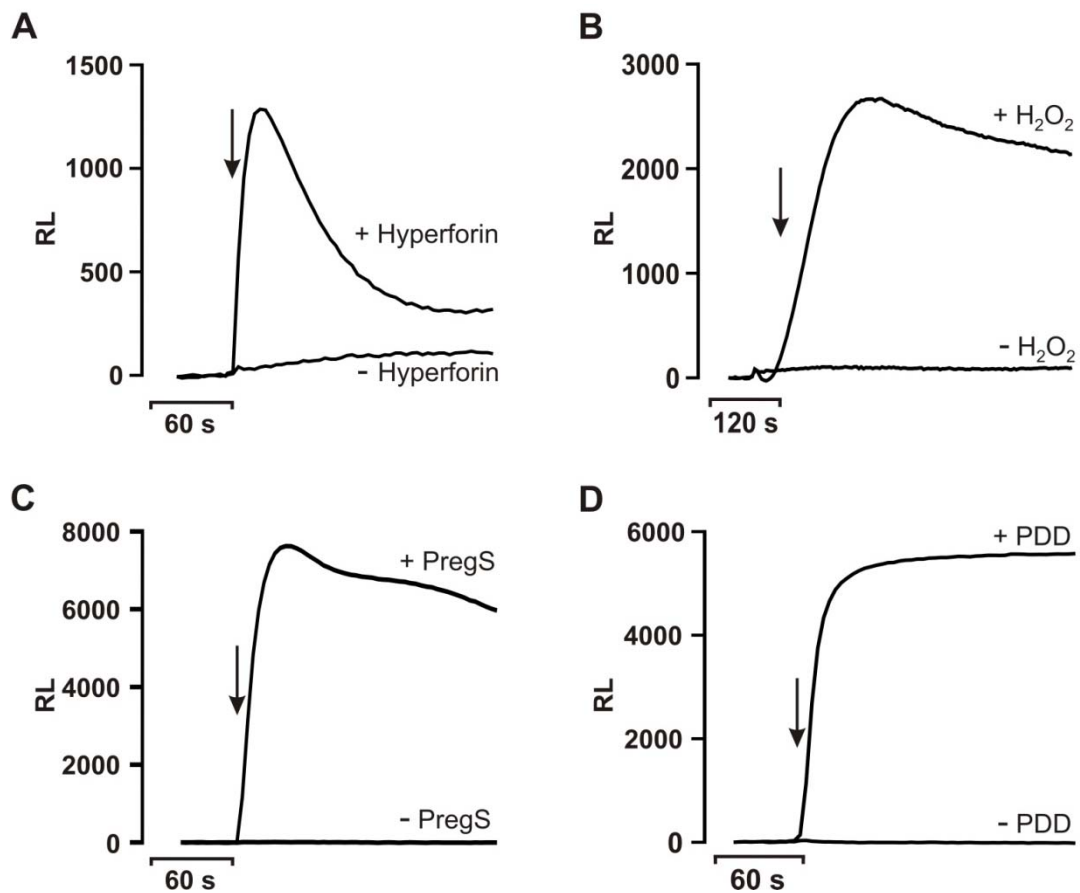 A
1500
1000
500
0
RL
+ Hyperforin
- Hyperforin
60 s
B
3000
2000
1000
0
RL
+ H₂O₂
- H₂O₂
120 s
C
8000
6000
4000
2000
0
RL
+ PregS
- PregS
60 s
D
6000
4000
2000
0
RL
+ PDD
- PDD
60 s